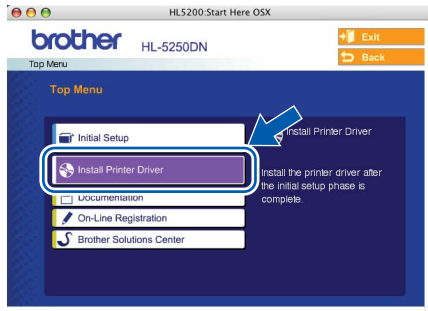 HL5200:Start Here OSX
brother
HL-5250DN
Exit
Back
Top Menu
Top Menu
Initial Setup
Install Printer Driver
Documentation
On-Line Registration
Brother Solutions Center
Install Printer Driver
Install the printer driver after
the initial setup phase is
complete.